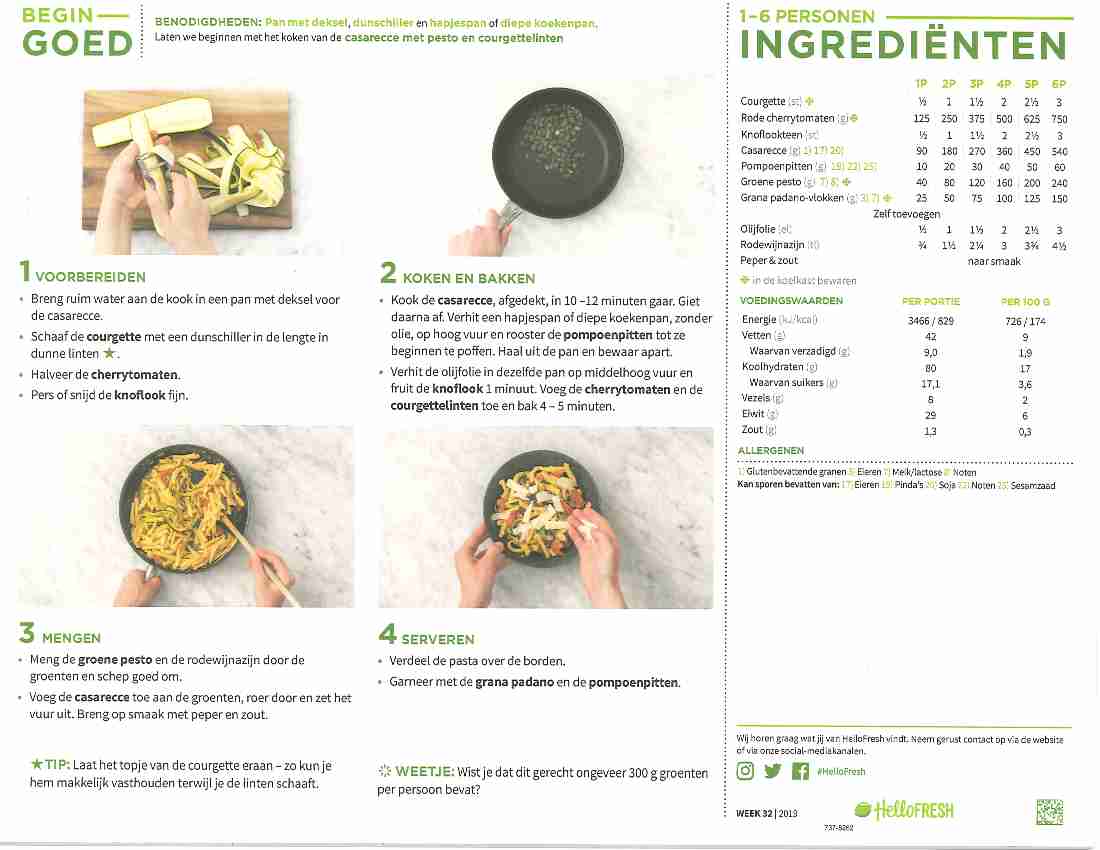 BEGIN
GOED
BENODIGDHEDEN: Pan met deksel, dunschiller en hapjespan of diepe koekenpan.
Laten we beginnen met het koken van de casarecce met pesto en courgettelinten
1 VOORBEREIDEN
• Breng ruim water aan de kook in een pan met deksel voor
de casarecce.
• Schaaf de courgette met een dunschiller in de lengte in
dunne linten ★.
• Halveer de cherrytomaten.
• Pers of snijd de knoflook fijn.
2 KOKEN EN BAKKEN
• Kook de casarecce, afgedekt, in 10 –12 minuten gaar. Giet
daarna af. Verhit een hapjespan of diepe koekenpan, zonder
olie, op hoog vuur en rooster de pompoenpitten tot ze
beginnen te poffen. Haal uit de pan en bewaar apart.
• Verhit de olijfolie in dezelfde pan op middelhoog vuur en
fruit de knoflook 1 minuut. Voeg de cherrytomaten en de
courgettelinten toe en bak 4 – 5 minuten.
3 MENGEN
• Meng de groene pesto en de rodewijnazijn door de
groenten en schep goed om.
• Voeg de casarecce toe aan de groenten, roer door en zet het
vuur uit. Breng op smaak met peper en zout.
4 SERVEREN
• Verdeel de pasta over de borden.
• Garneer met de grana padano en de pompoenpitten.
★TIP: Laat het topje van de courgette eraan – zo kun je
hem makkelijk vasthouden terwijl je de linten schaaft.
WEETJE: Wist je dat dit gerecht ongeveer 300 g groenten
per persoon bevat?
1–6 PERSONEN
INGREDIËNTEN
1P 2P 3P 4P 5P 6P
Courgette (st) ½ 1 1½ 2 2½ 3
Rode cherrytomaten (g) 125 250 375 500 625 750
Knoflookteen (st) ½ 1 1½ 2 2½ 3
Casarecce (g) 1) 17) 20) 90 180 270 360 450 540
Pompoenpitten (g) 19) 22) 25) 10 20 30 40 50 60
Groene pesto (g) 7) 8) 40 80 120 160 200 240
Grana padano-vlokken (g) 3) 7) 25 50 75 100 125 150
Zelf toevoegen
Olijfolie (el) ½ 1 1½ 2 2½ 3
Rodewijnazijn (tl) ¾ 1½ 2¼ 3 3¾ 4½
Peper & zout naar smaak
in de koelkast bewaren
VOEDINGSWAARDEN PER PORTIE PER 100 G
Energie (kJ/kcal) 3466 / 829 726 / 174
Vetten (g) 42 9
Waarvan verzadigd (g) 9,0 1,9
Koolhydraten (g) 80 17
Waarvan suikers (g) 17,1 3,6
Vezels (g) 8 2
Eiwit (g) 29 6
Zout (g) 1,3 0,3
ALLERGENEN
1) Glutenbevattende granen 3) Eieren 7) Melk/lactose 8) Noten
Kan sporen bevatten van: 17) Eieren 19) Pinda's 20) Soja 22) Noten 25) Sesamzaad
Wij horen graag wat jij van HelloFresh vindt. Neem gerust contact op via de website
of via onze social-mediakanalen.
#HelloFresh
WEEK 32 | 2019
HelloFRESH
737-8262